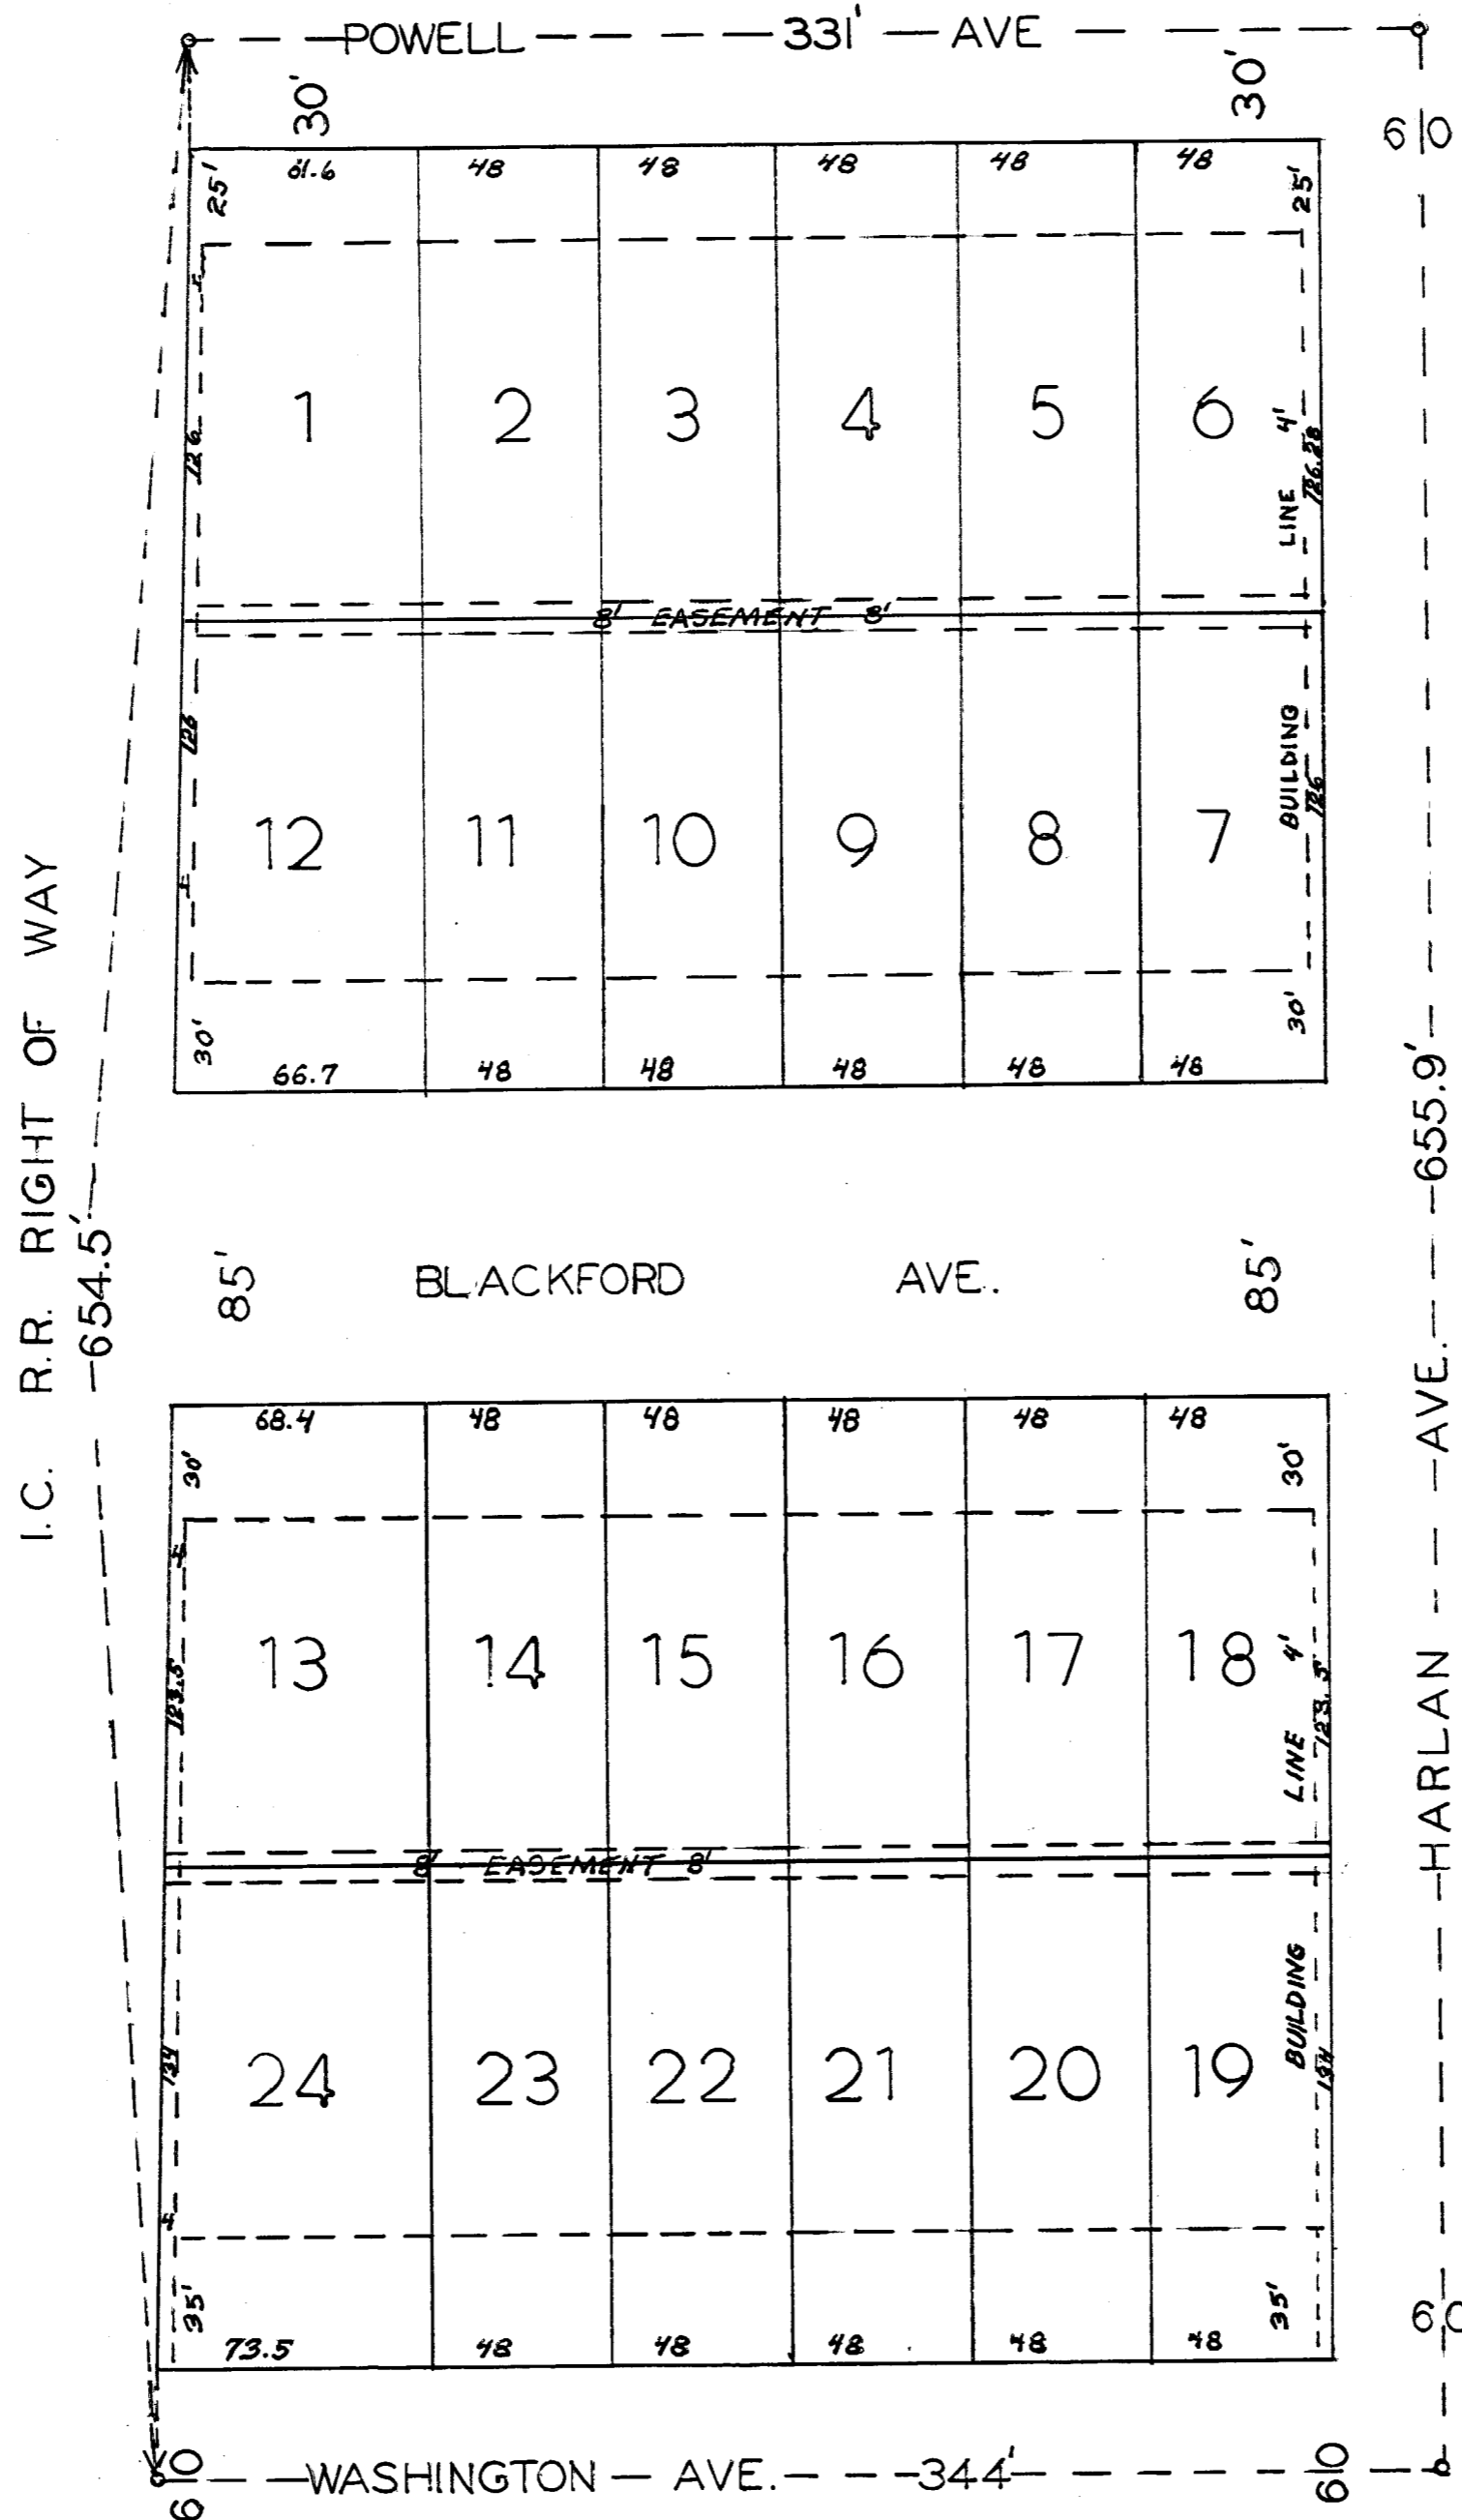 POWELL 331' AVE
30' 30'
60
61.6 48 48 48 48 48
25' 25'
1 2 3 4 5 6
126 LINE 4' 126.28
8' EASEMENT 8'
126 BUILDING 126
12 11 10 9 8 7
30' 30'
66.7 48 48 48 48 48
I.C. R.R. RIGHT OF WAY
654.5'
85' BLACKFORD AVE. 85'
HARLAN AVE. 655.9'
68.4 48 48 48 48 48
30' 30'
13 14 15 16 17 18
123.5 LINE 4' 123.5
8' EASEMENT 8'
134 BUILDING 134
24 23 22 21 20 19
35' 35'
73.5 48 48 48 48 48
60
60 WASHINGTON AVE. 344' 60